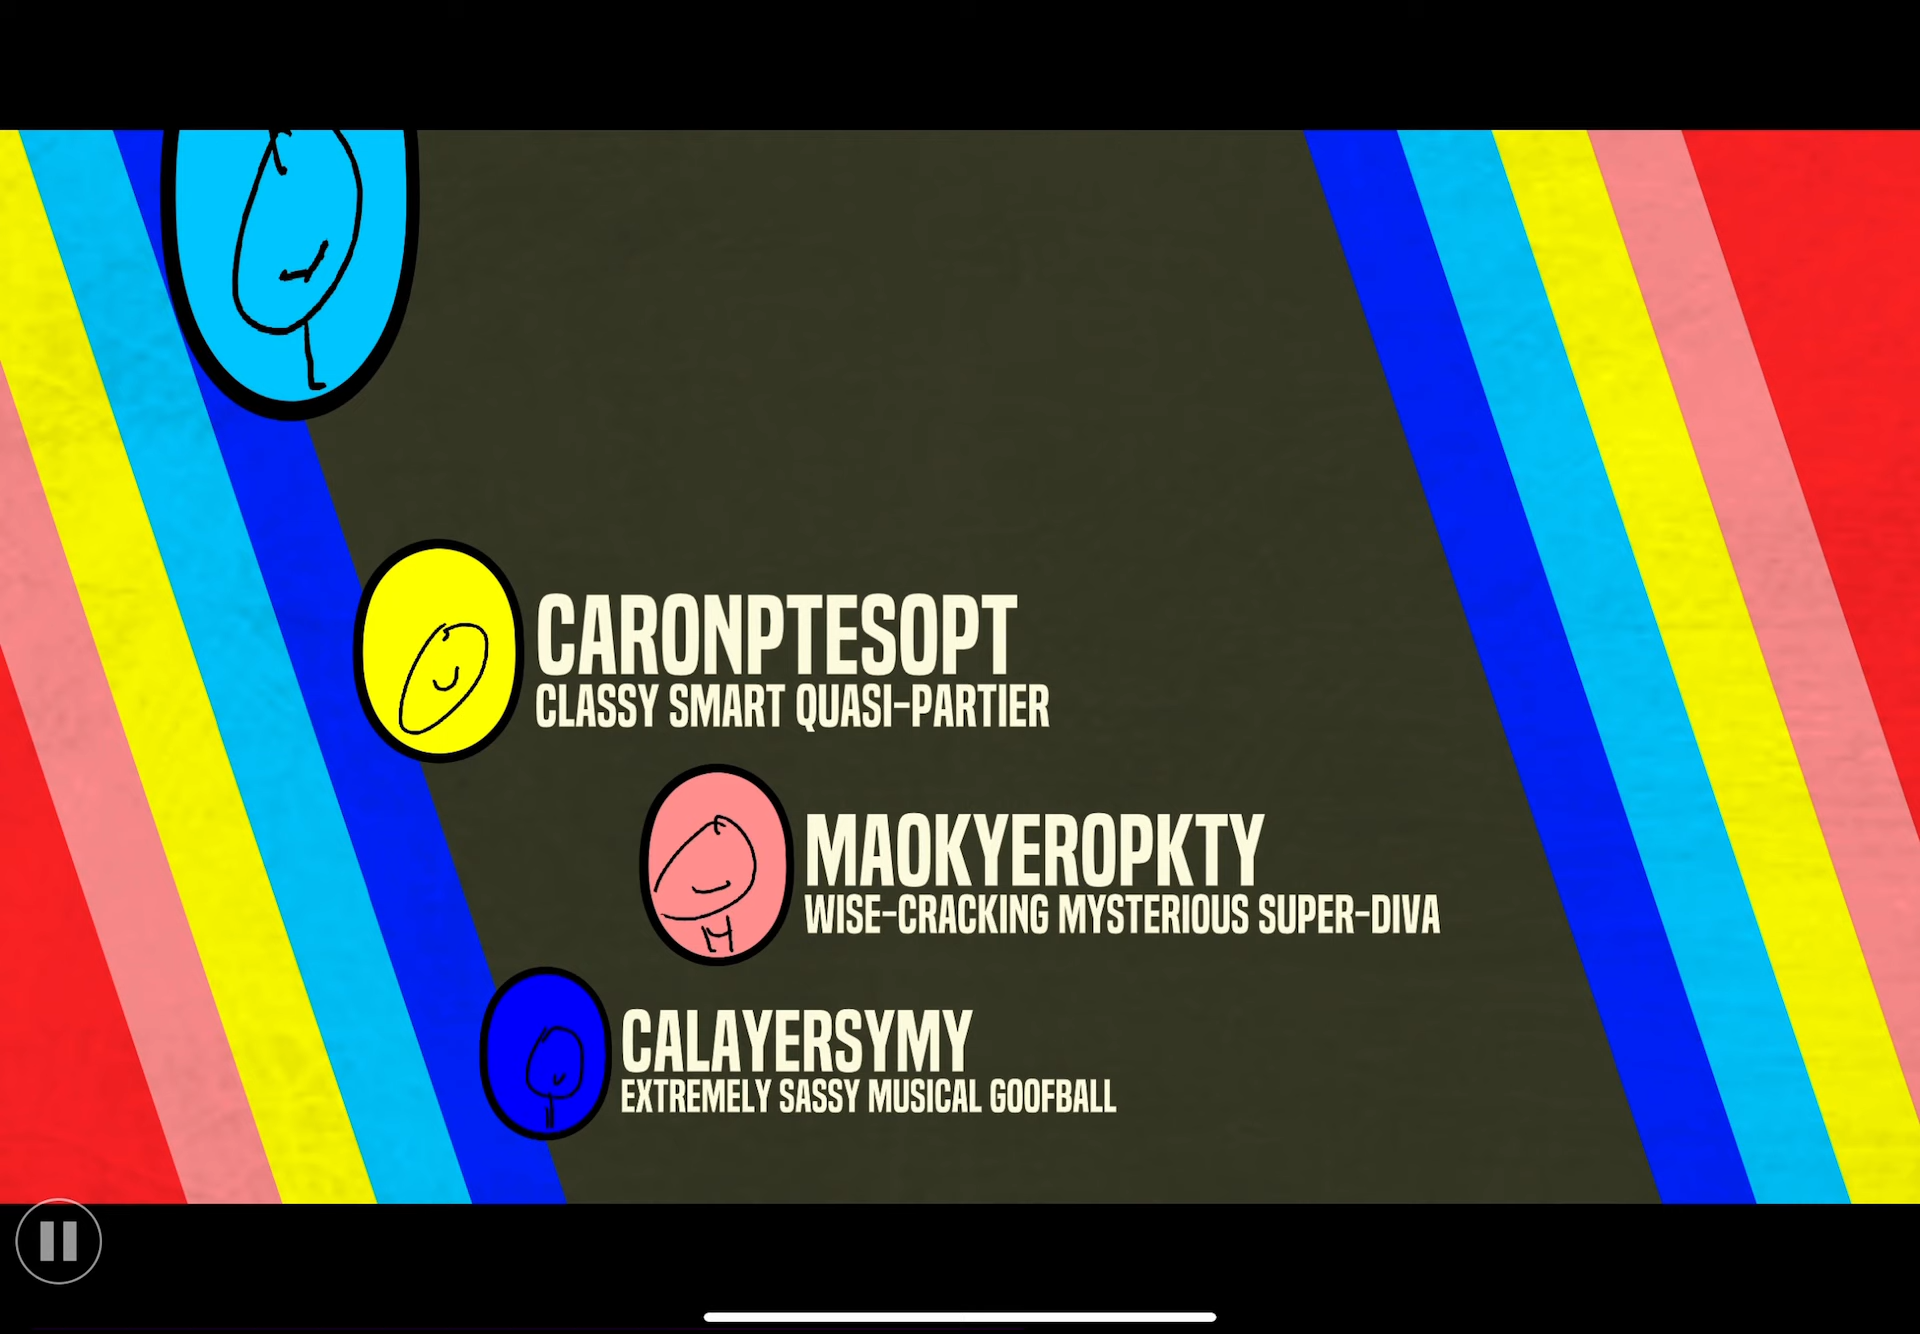 CARONPTESOPT
CLASSY SMART QUASI-PARTIER
MAOKYEROPKTY
WISE-CRACKING MYSTERIOUS SUPER-DIVA
CALAYERSYMY
EXTREMELY SASSY MUSICAL GOOFBALL